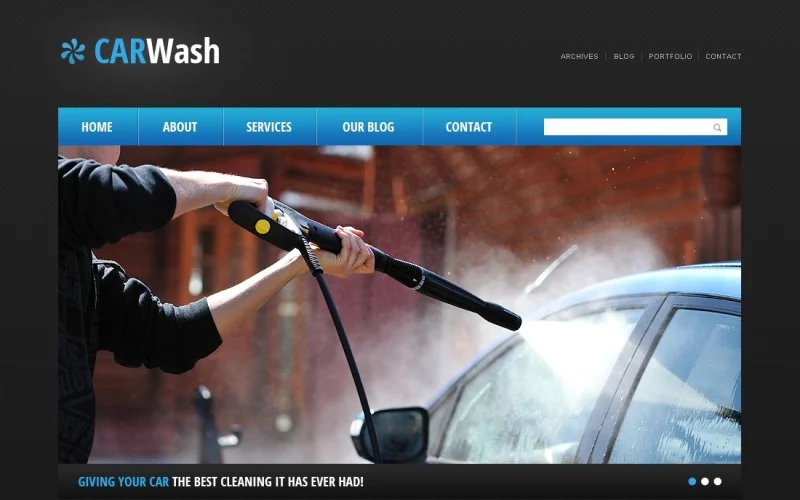 CARWash
ARCHIVES BLOG PORTFOLIO CONTACT
HOME ABOUT SERVICES OUR BLOG CONTACT
GIVING YOUR CAR THE BEST CLEANING IT HAS EVER HAD!